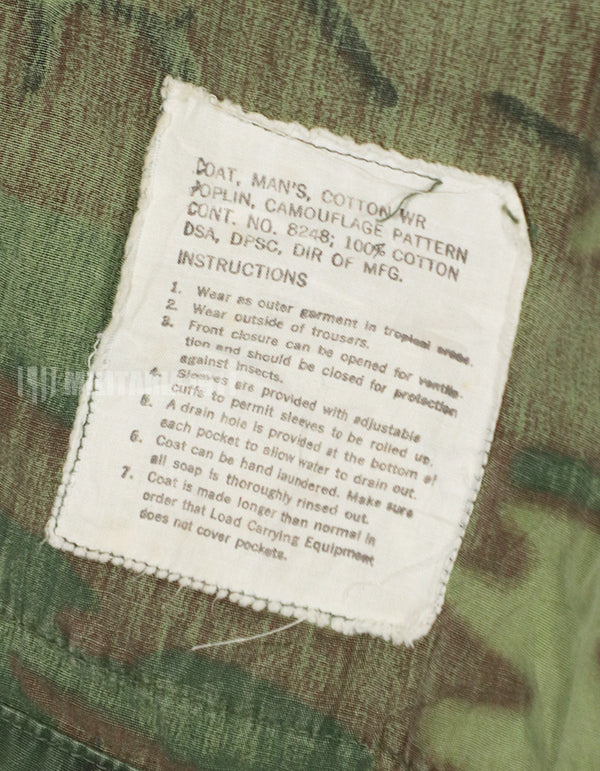 COAT, MAN'S, COTTON WR
POPLIN, CAMOUFLAGE PATTERN
CONT. NO. 8248; 100% COTTON
DSA, DPSC, DIR OF MFG.
INSTRUCTIONS
1. Wear as outer garment in tropical areas.
2. Wear outside of trousers.
3. Front closure can be opened for ventila-
tion and should be closed for protection
against insects.
4. Sleeves are provided with adjustable
cuffs to permit sleeves to be rolled up.
5. A drain hole is provided at the bottom of
each pocket to allow water to drain out.
6. Coat can be hand laundered. Make sure
all soap is thoroughly rinsed out.
7. Coat is made longer than normal in
order that Load Carrying Equipment
does not cover pockets.